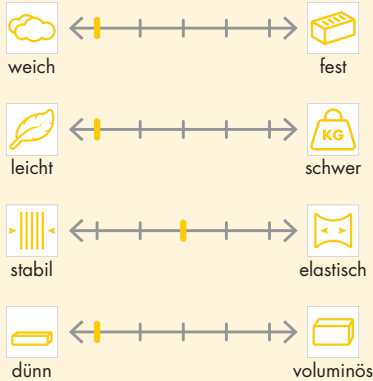 weich fest
KG
leicht schwer
stabil elastisch
dünn voluminös